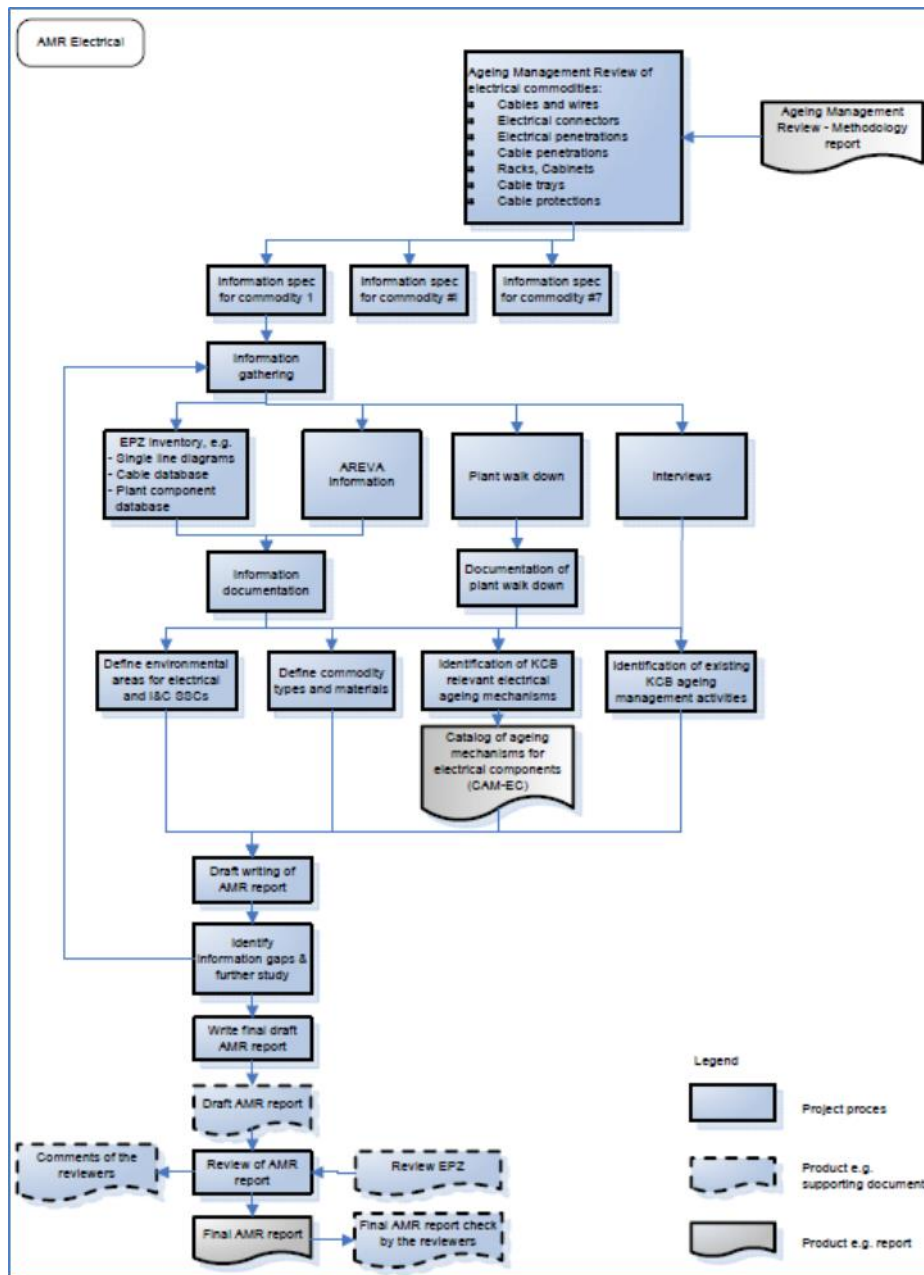 AMR Electrical
Ageing Management Review of
electrical commodities:
Cables and wires
Electrical connectors
Electrical penetrations
Cable penetrations
Racks, Cabinets
Cable trays
Cable protections
Ageing Management
Review - Methodology
report
Information spec
for commodity 1
Information spec
for commodity #i
Information spec
for commodity #7
Information
gathering
EPZ inventory, e.g.
- Single line diagrams
- Cable database
- Plant component
database
AREVA
information
Plant walk down
Interviews
Information
documentation
Documentation of
plant walk down
Define environmental
areas for electrical
and I&C SSCs
Define commodity
types and materials
Identification of KCB
relevant electrical
ageing mechanisms
Identification of existing
KCB ageing
management activities
Catalog of ageing
mechanisms for
electrical components
(CAM-EC)
Draft writing of
AMR report
Identify
information gaps &
further study
Write final draft
AMR report
Draft AMR report
Comments of the
reviewers
Review of AMR
report
Review EPZ
Final AMR report
Final AMR report check
by the reviewers
Legend
Project proces
Product e.g.
supporting document
Product e.g. report